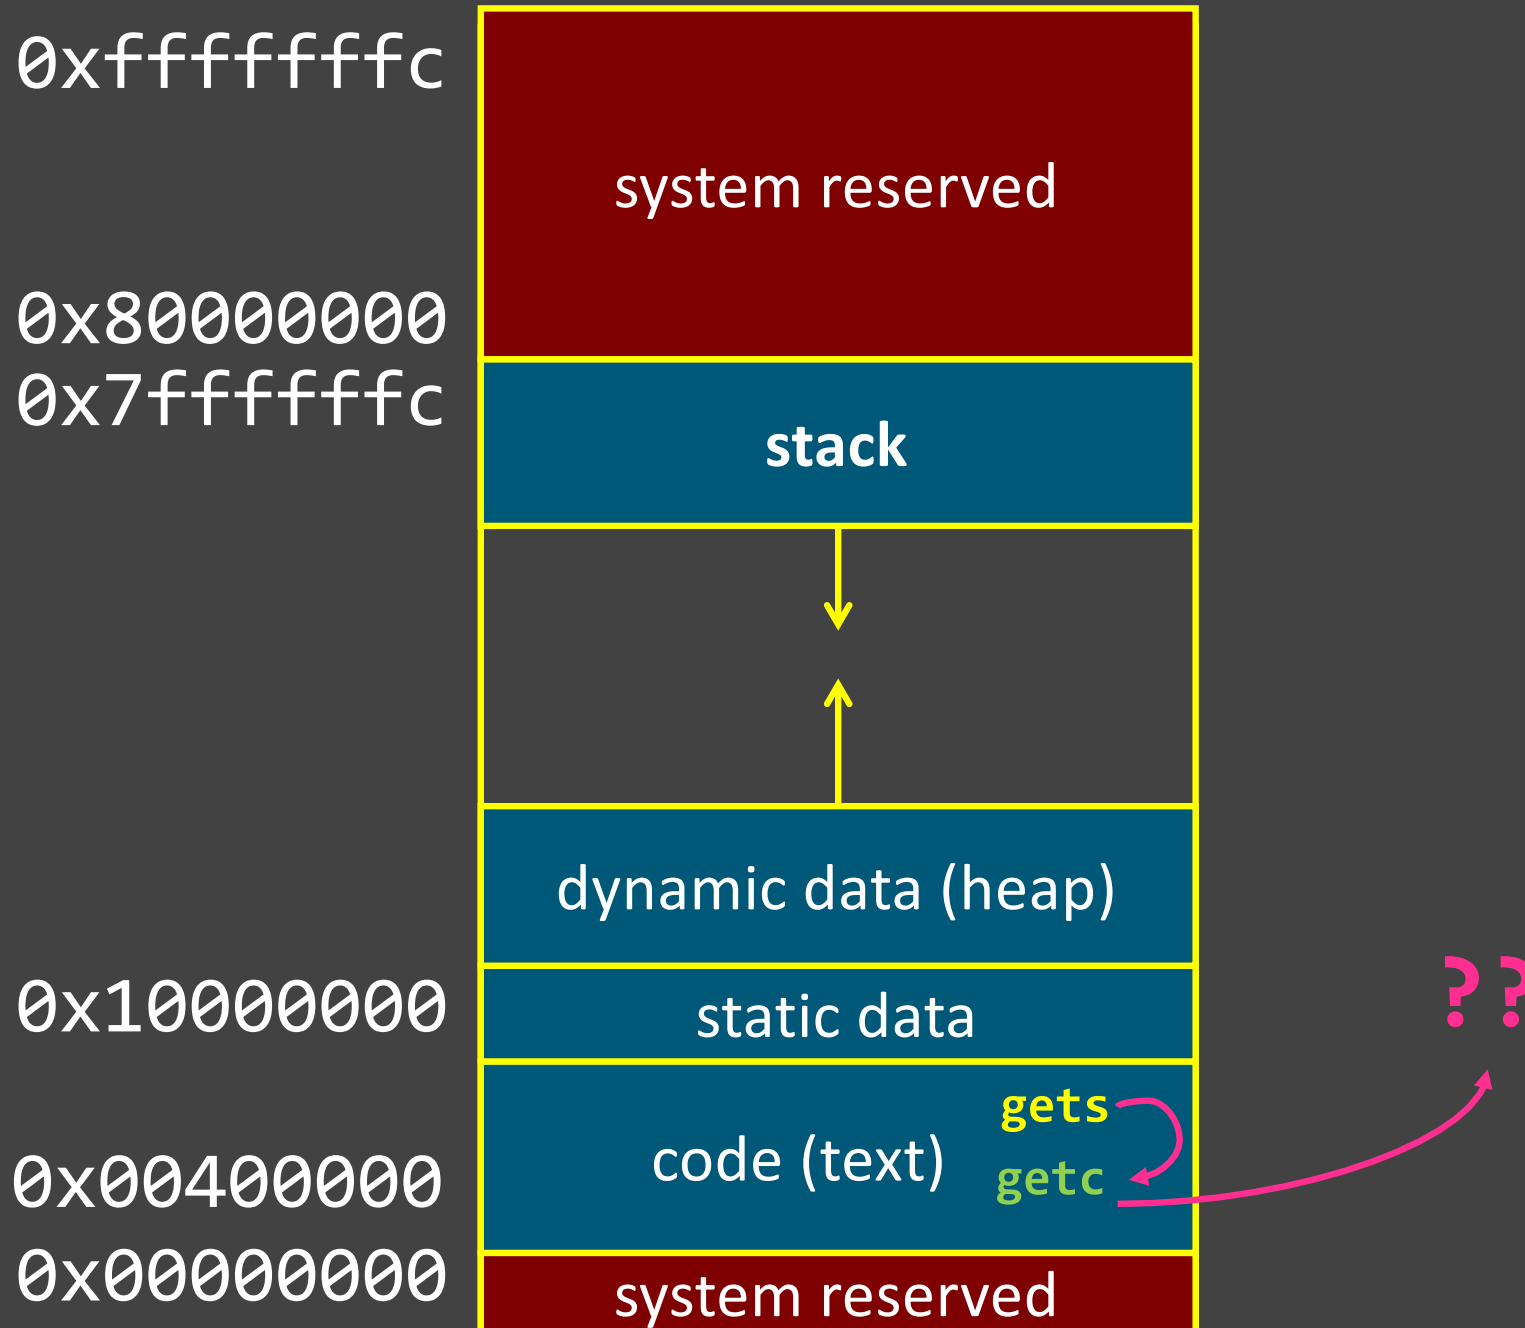 0xfffffffc
system reserved
0x80000000
0x7ffffffc
stack
dynamic data (heap)
0x10000000
static data
??
gets
code (text)
getc
0x00400000
0x00000000
system reserved